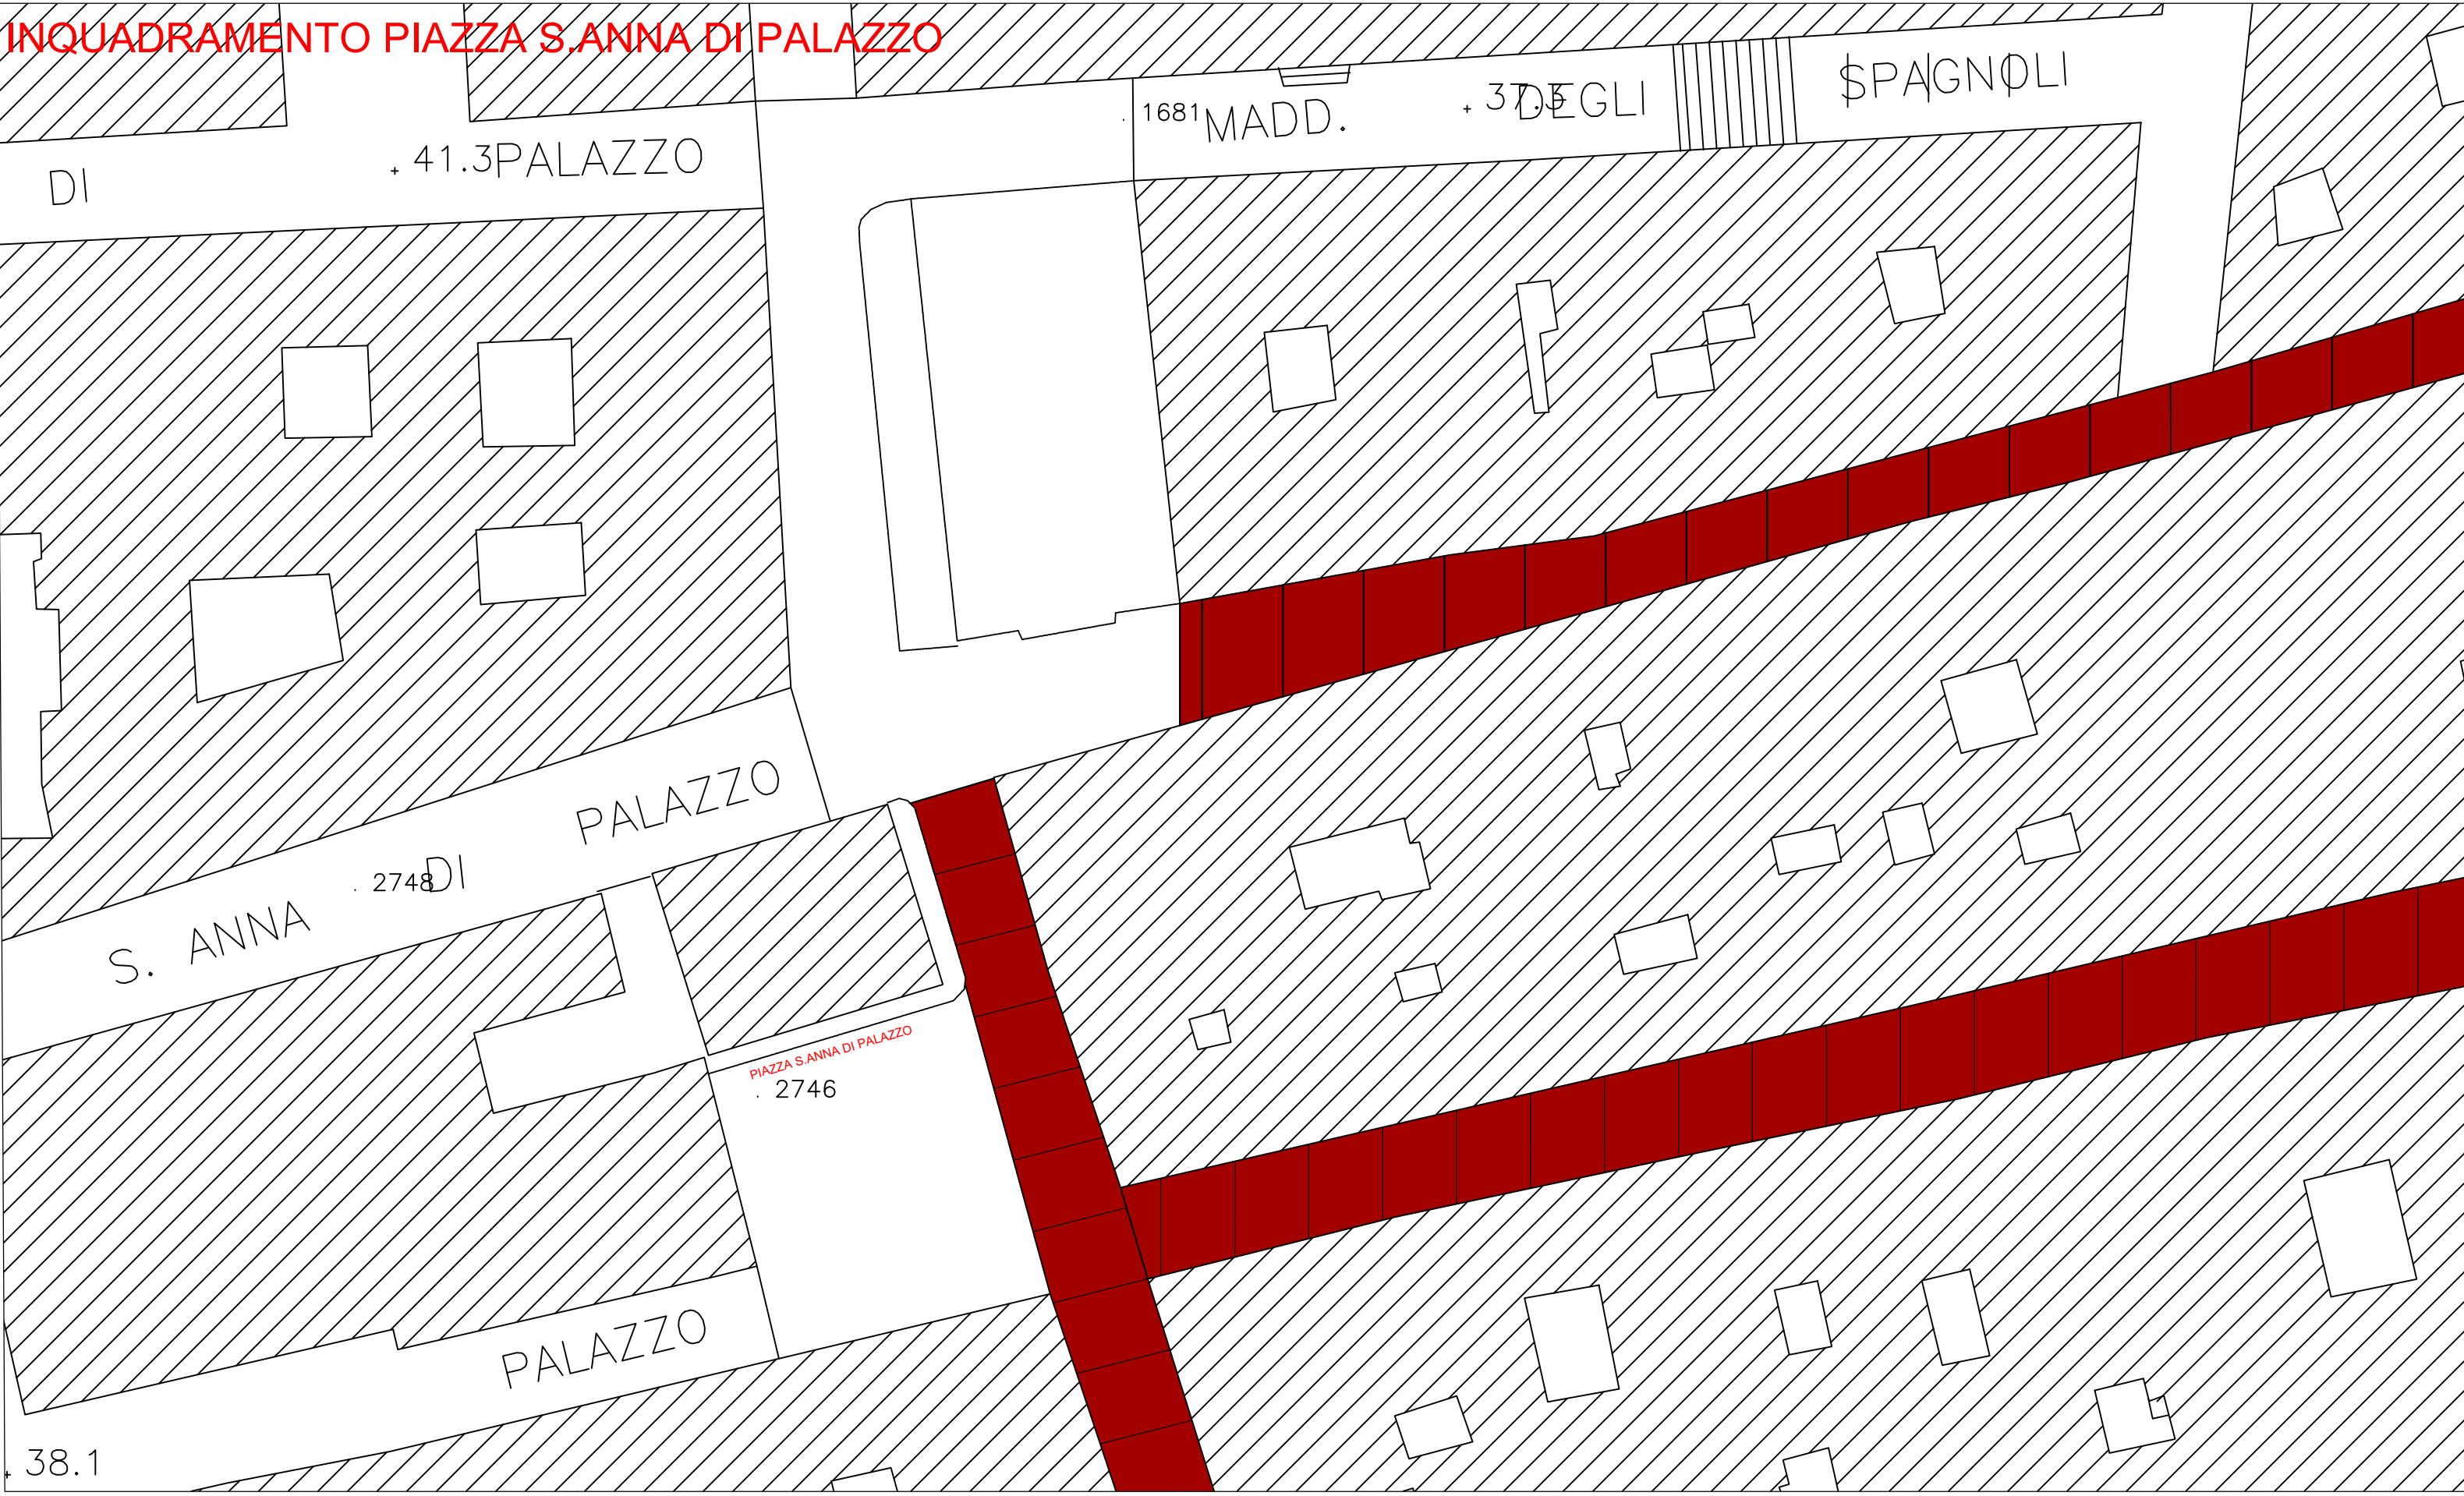 INQUADRAMENTO PIAZZA S.ANNA DI PALAZZO
DI
41.3
PALAZZO
1681
MADD.
37.3
DEGLI
SPAGNOLI
S. ANNA
2748
DI
PALAZZO
PIAZZA S.ANNA DI PALAZZO
2746
PALAZZO
38.1